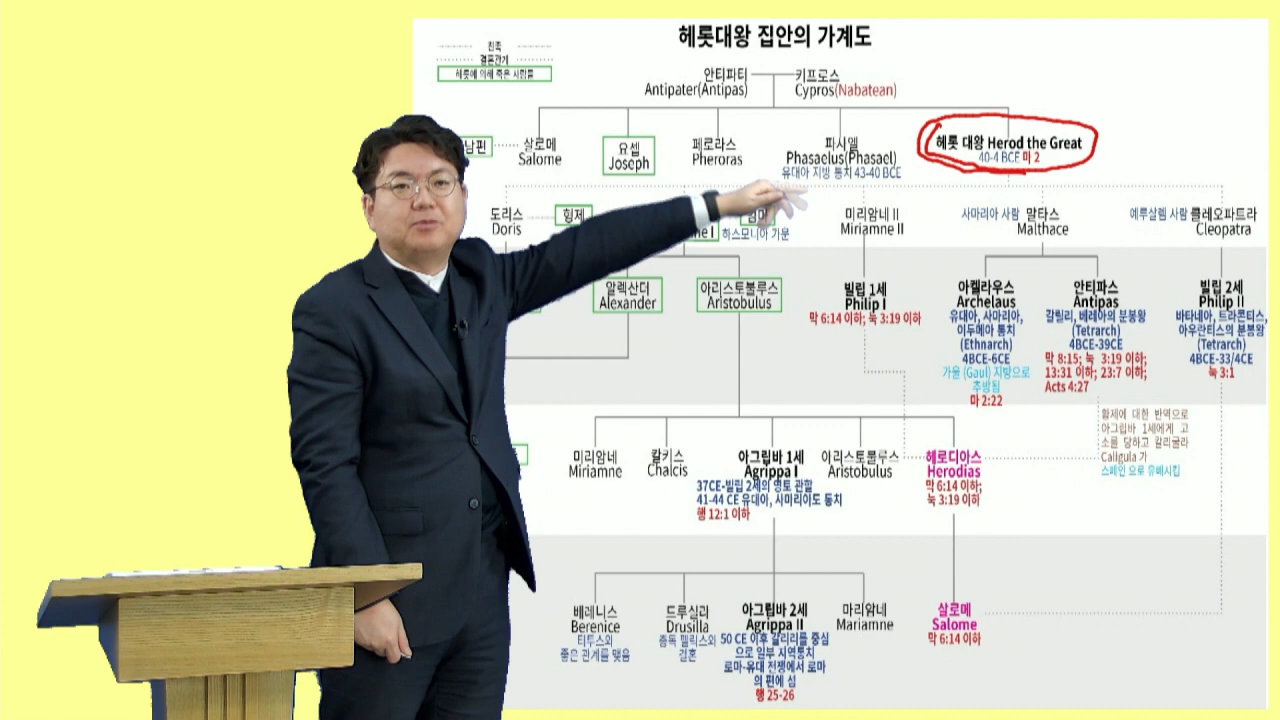 헤롯대왕 집안의 가계도
친족
결혼관계
헤롯에 의해 죽은 사람들
안티파티
Antipater(Antipas)
키프로스
Cypros(Nabatean)
남편
살로메
Salome
요셉
Joseph
페로라스
Pheroras
파시엘
Phasaelus(Phasael)
유대아 지방 통치 43-40 BCE
헤롯 대왕 Herod the Great
40-4 BCE 마 2
도리스
Doris
형제
하스모니아 가문
미리암네 II
Miriamne II
사마리아 사람 말타스
Malthace
예루살렘 사람 클레오파트라
Cleopatra
알렉산더
Alexander
아리스토불루스
Aristobulus
빌립 1세
Philip I
막 6:14 이하; 눅 3:19 이하
아켈라우스
Archelaus
유대아, 사마리아,
이두메아 통치
(Ethnarch)
4BCE-6CE
가울 (Gaul) 지방으로
추방됨
마 2:22
안티파스
Antipas
갈릴리, 베레아의 분봉왕
(Tetrarch)
4BCE-39CE
막 8:15; 눅 3:19 이하;
13:31 이하; 23:7 이하;
Acts 4:27
빌립 2세
Philip II
바타네아, 트라콘티스,
아우란티스의 분봉왕
(Tetrarch)
4BCE-33/4CE
눅 3:1
황제에 대한 반역으로
아그립바 1세에게 고
소를 당하고 갈리굴라
Caligula 가
스페인 으로 유배시킴
미리암네
Miriamne
칼키스
Chalcis
아그립바 1세
Agrippa I
37CE-빌립 2세의 영토 관할
41-44 CE 유대아, 사미리아도 통치
행 12:1 이하
아리스토불루스
Aristobulus
헤로디아스
Herodias
막 6:14 이하;
눅 3:19 이하
베레니스
Berenice
티투스와
좋은 관계를 맺음
드루실라
Drusilla
총독 펠릭스와
결혼
아그립바 2세
Agrippa II
50 CE 이후 갈리리를 중심
으로 일부 지역통치
로마-유대 전쟁에서 로마
의 편에 섬
행 25-26
마리암네
Mariamne
살로메
Salome
막 6:14 이하